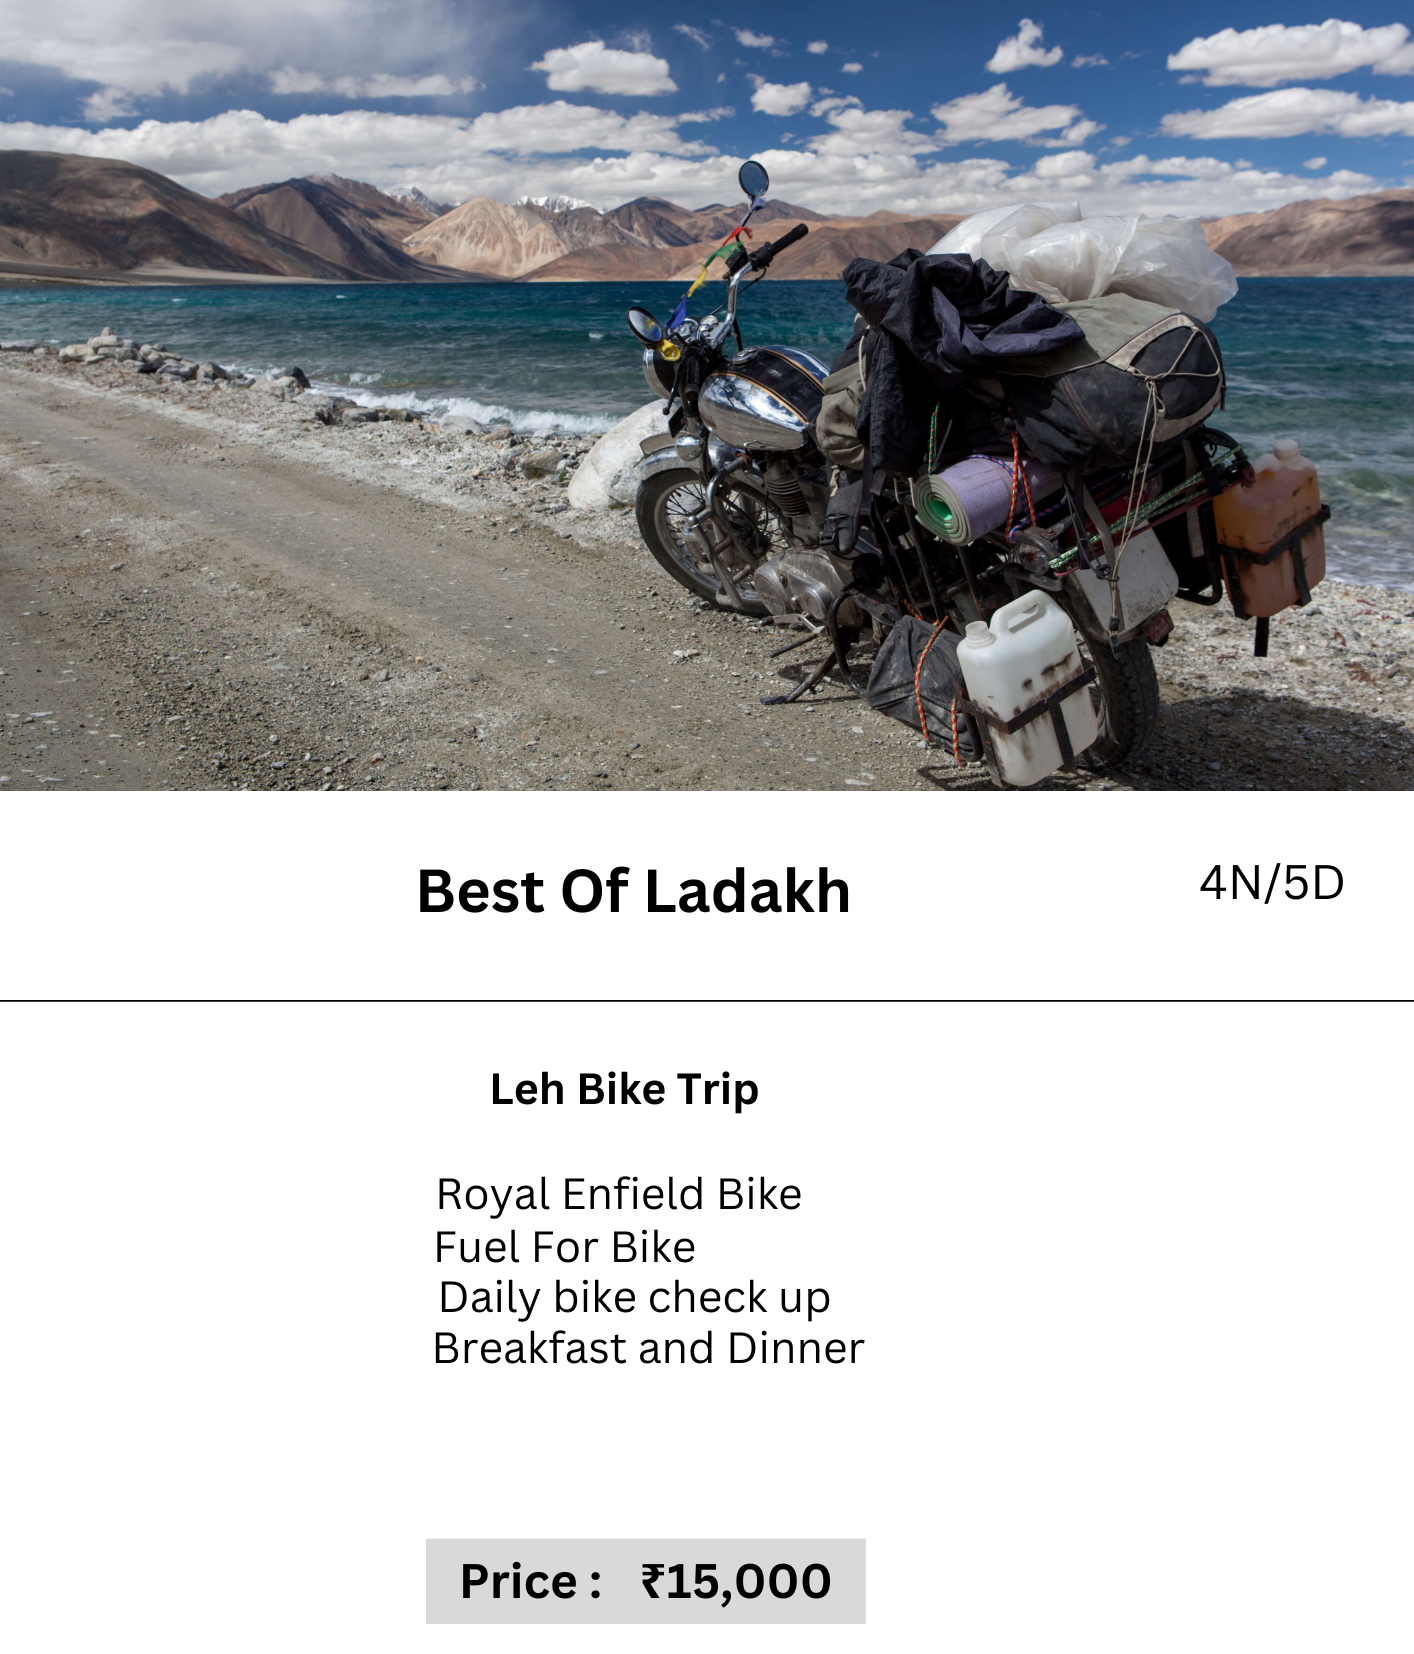 Best Of Ladakh
4N/5D
Leh Bike Trip
Royal Enfield Bike
Fuel For Bike
Daily bike check up
Breakfast and Dinner
Price : ₹15,000